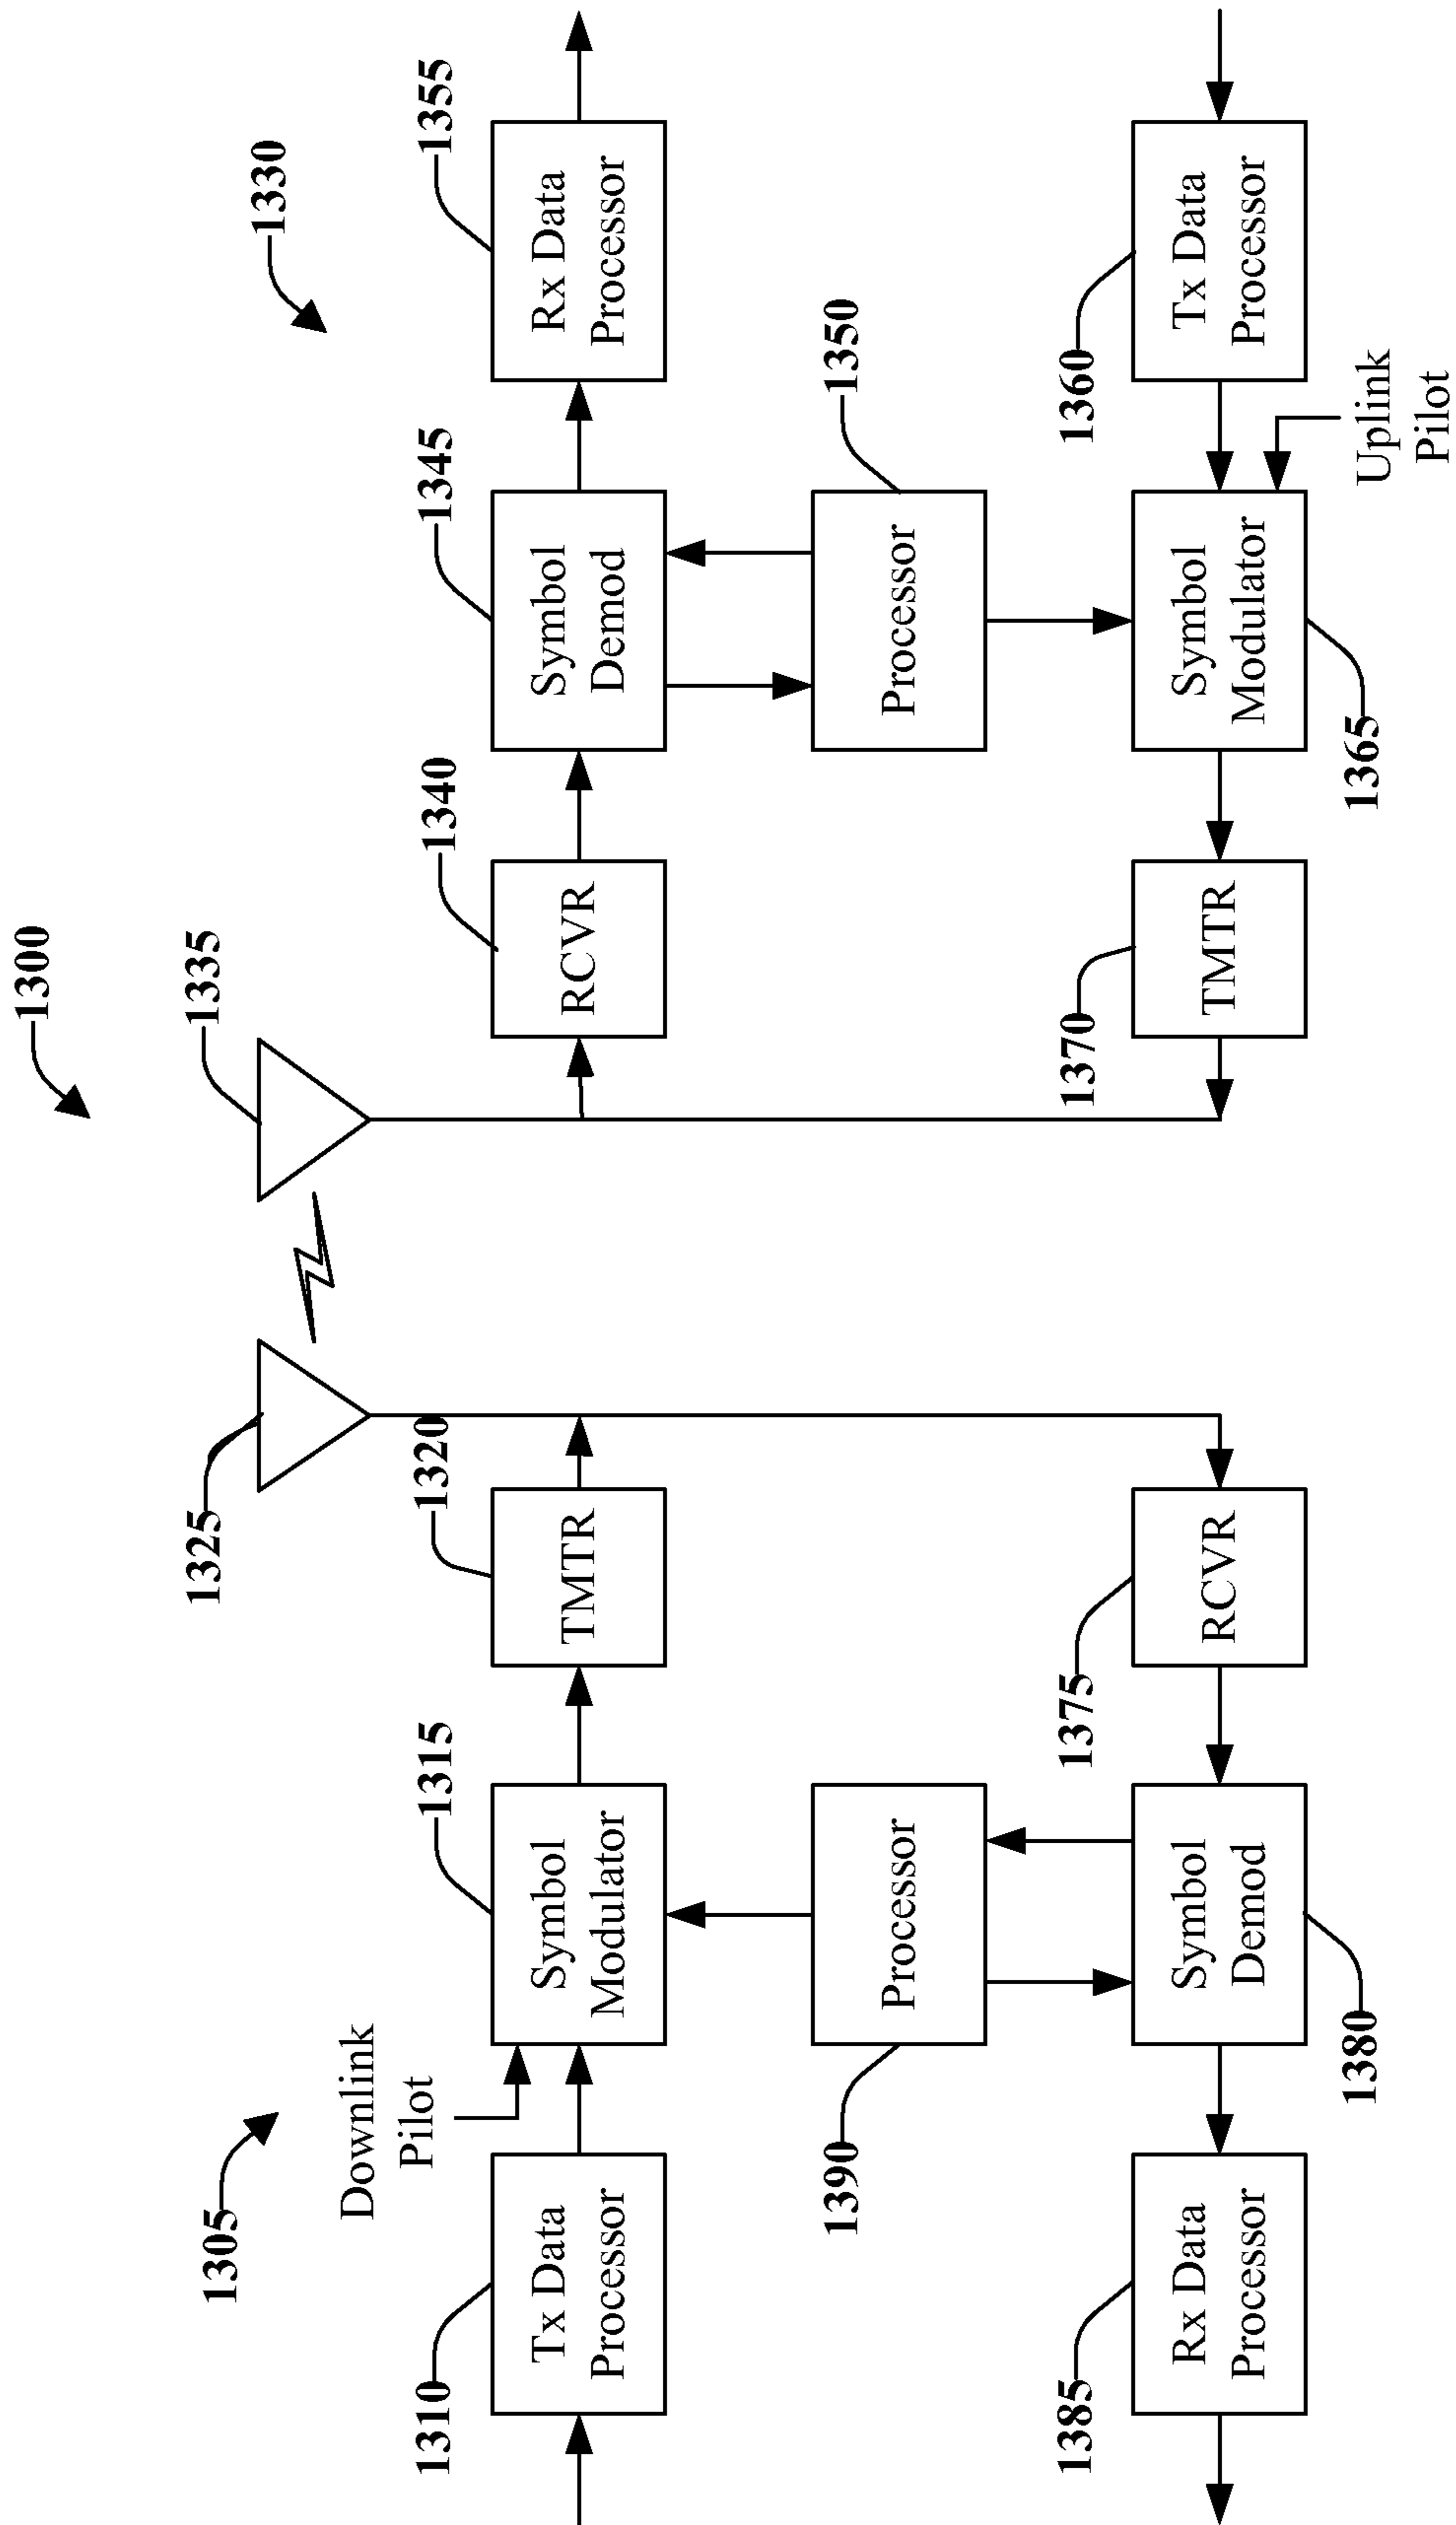 1300
1305
1325
1335
1330
Downlink
Pilot
1310
1315
1320
1340
1345
1355
Tx Data
Processor
Symbol
Modulator
TMTR
RCVR
Symbol
Demod
Rx Data
Processor
1390
Processor
Processor
1350
1385
1375
1370
1360
Rx Data
Processor
Symbol
Demod
RCVR
TMTR
Symbol
Modulator
Tx Data
Processor
1380
1365
Uplink
Pilot